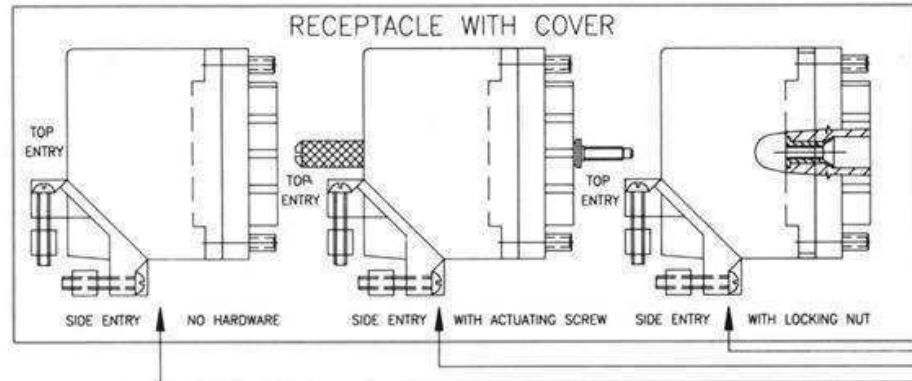 RECEPTACLE WITH COVER
TOP
ENTRY
TOP
ENTRY
TOP
ENTRY
SIDE ENTRY
NO HARDWARE
SIDE ENTRY
WITH ACTUATING SCREW
SIDE ENTRY
WITH LOCKING NUT